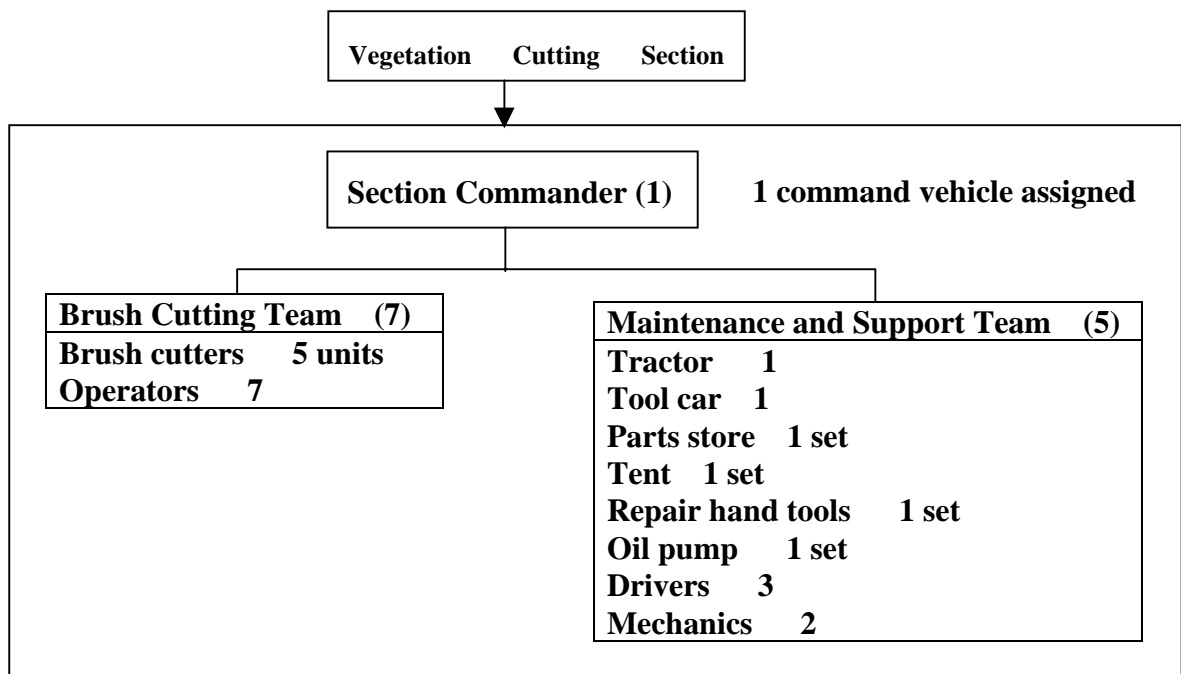 Vegetation Cutting Section
Section Commander (1)
1 command vehicle assigned
Brush Cutting Team (7)
Brush cutters 5 units
Operators 7
Maintenance and Support Team (5)
Tractor 1
Tool car 1
Parts store 1 set
Tent 1 set
Repair hand tools 1 set
Oil pump 1 set
Drivers 3
Mechanics 2